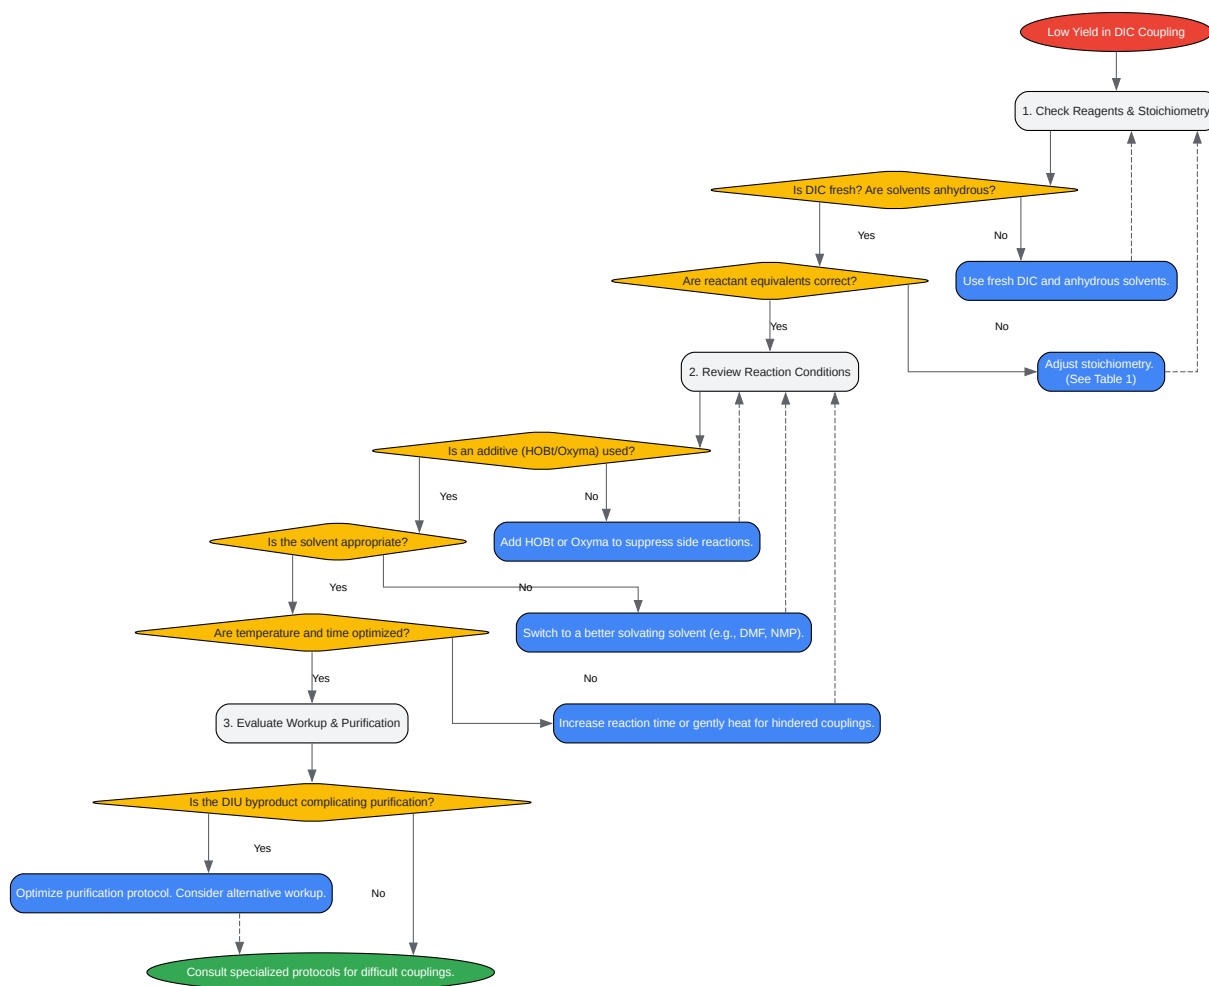 Low Yield in DIC Coupling
1. Check Reagents & Stoichiometry
Is DIC fresh? Are solvents anhydrous?
Yes
No
Are reactant equivalents correct?
Use fresh DIC and anhydrous solvents.
Yes
No
2. Review Reaction Conditions
Adjust stoichiometry.
(See Table 1)
Is an additive (HOBt/Oxyma) used?
Yes
No
Is the solvent appropriate?
Add HOBt or Oxyma to suppress side reactions.
Yes
No
Are temperature and time optimized?
Switch to a better solvating solvent (e.g., DMF, NMP).
Yes
No
3. Evaluate Workup & Purification
Increase reaction time or gently heat for hindered couplings.
Is the DIU byproduct complicating purification?
Yes
Optimize purification protocol. Consider alternative workup.
No
Consult specialized protocols for difficult couplings.